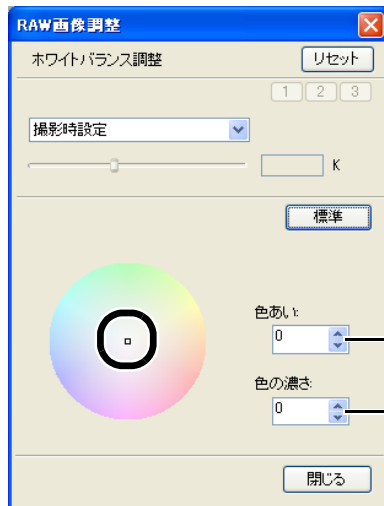 RAW画像調整
ホワイトバランス調整
リセット
1 2 3
撮影時設定
K
標準
色あい:
0
色の濃さ:
0
閉じる